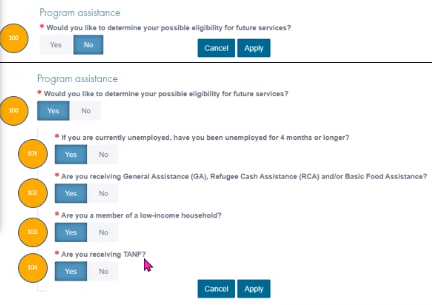 Program assistance
* Would you like to determine your possible eligibility for future services?
100 Yes No
Cancel Apply
Program assistance
* Would you like to determine your possible eligibility for future services?
100 Yes No
* If you are currently unemployed, have you been unemployed for 4 months or longer?
101 Yes No
* Are you receiving General Assistance (GA), Refugee Cash Assistance (RCA) and/or Basic Food Assistance?
102 Yes No
* Are you a member of a low-income household?
103 Yes No
* Are you receiving TANF?
104 Yes No
Cancel Apply